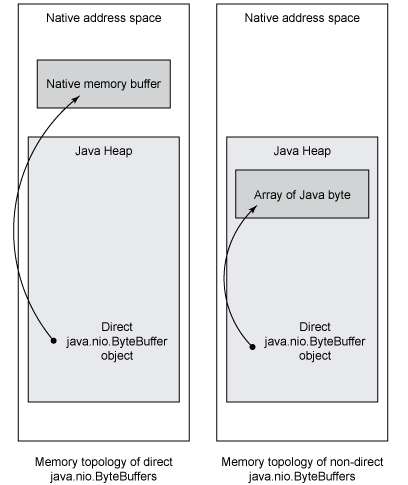 Native address space
Native memory buffer
Java Heap
Direct
java.nio.ByteBuffer
object
Memory topology of direct
java.nio.ByteBuffers
Native address space
Java Heap
Array of Java byte
Direct
java.nio.ByteBuffer
object
Memory topology of non-direct
java.nio.ByteBuffers